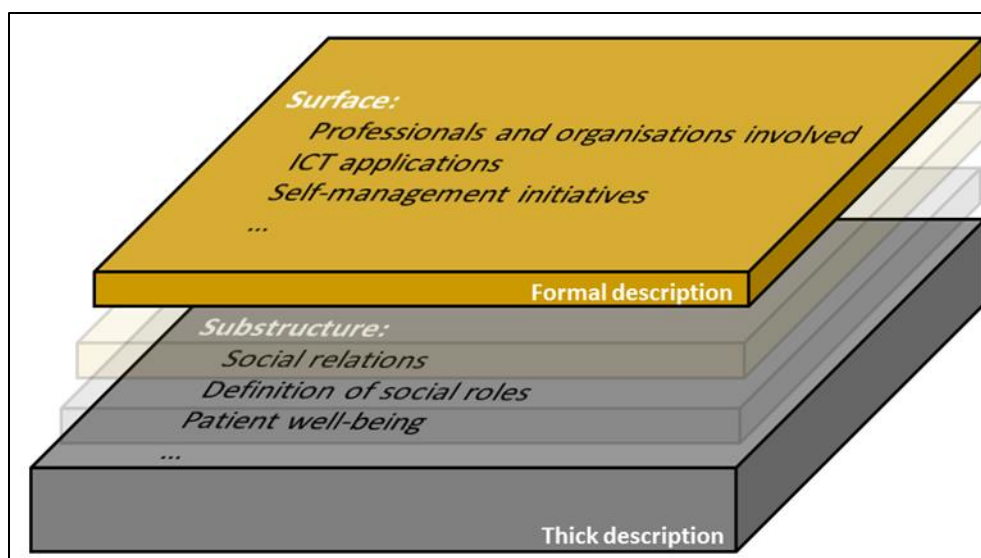 Surface:
Professionals and organisations involved
ICT applications
Self-management initiatives
...
Formal description
Substructure:
Social relations
Definition of social roles
Patient well-being
...
Thick description